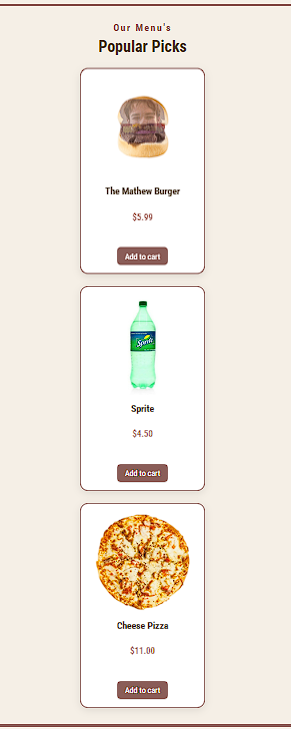 Our Menu's
Popular Picks
The Mathew Burger
$5.99
Add to cart
Sprite
Sprite
$4.50
Add to cart
Cheese Pizza
$11.00
Add to cart